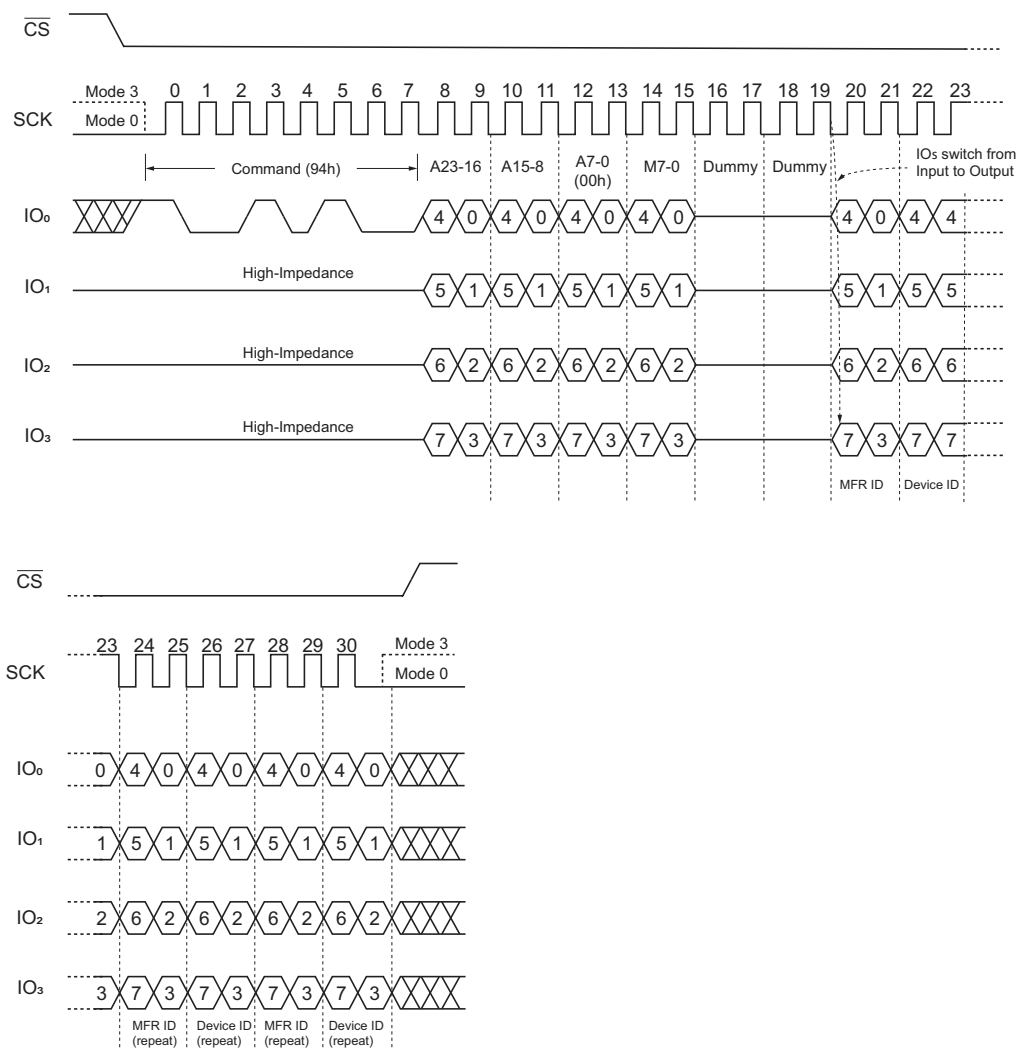 CS
Mode 3
Mode 0
SCK
0 1 2 3 4 5 6 7 8 9 10 11 12 13 14 15 16 17 18 19 20 21 22 23
Command (94h)
A23-16
A15-8
A7-0
(00h)
M7-0
Dummy
Dummy
IOs switch from
Input to Output
IO₀
4 0 4 0 4 0 4 0 4 0 4 4
IO₁
High-Impedance
5 1 5 1 5 1 5 1 5 1 5 5
IO₂
High-Impedance
6 2 6 2 6 2 6 2 6 2 6 6
IO₃
High-Impedance
7 3 7 3 7 3 7 3 7 3 7 7
MFR ID
Device ID
CS
23 24 25 26 27 28 29 30
Mode 3
Mode 0
SCK
IO₀
0 4 0 4 0 4 0 4 0
IO₁
1 5 1 5 1 5 1 5 1
IO₂
2 6 2 6 2 6 2 6 2
IO₃
3 7 3 7 3 7 3 7 3
MFR ID
(repeat)
Device ID
(repeat)
MFR ID
(repeat)
Device ID
(repeat)